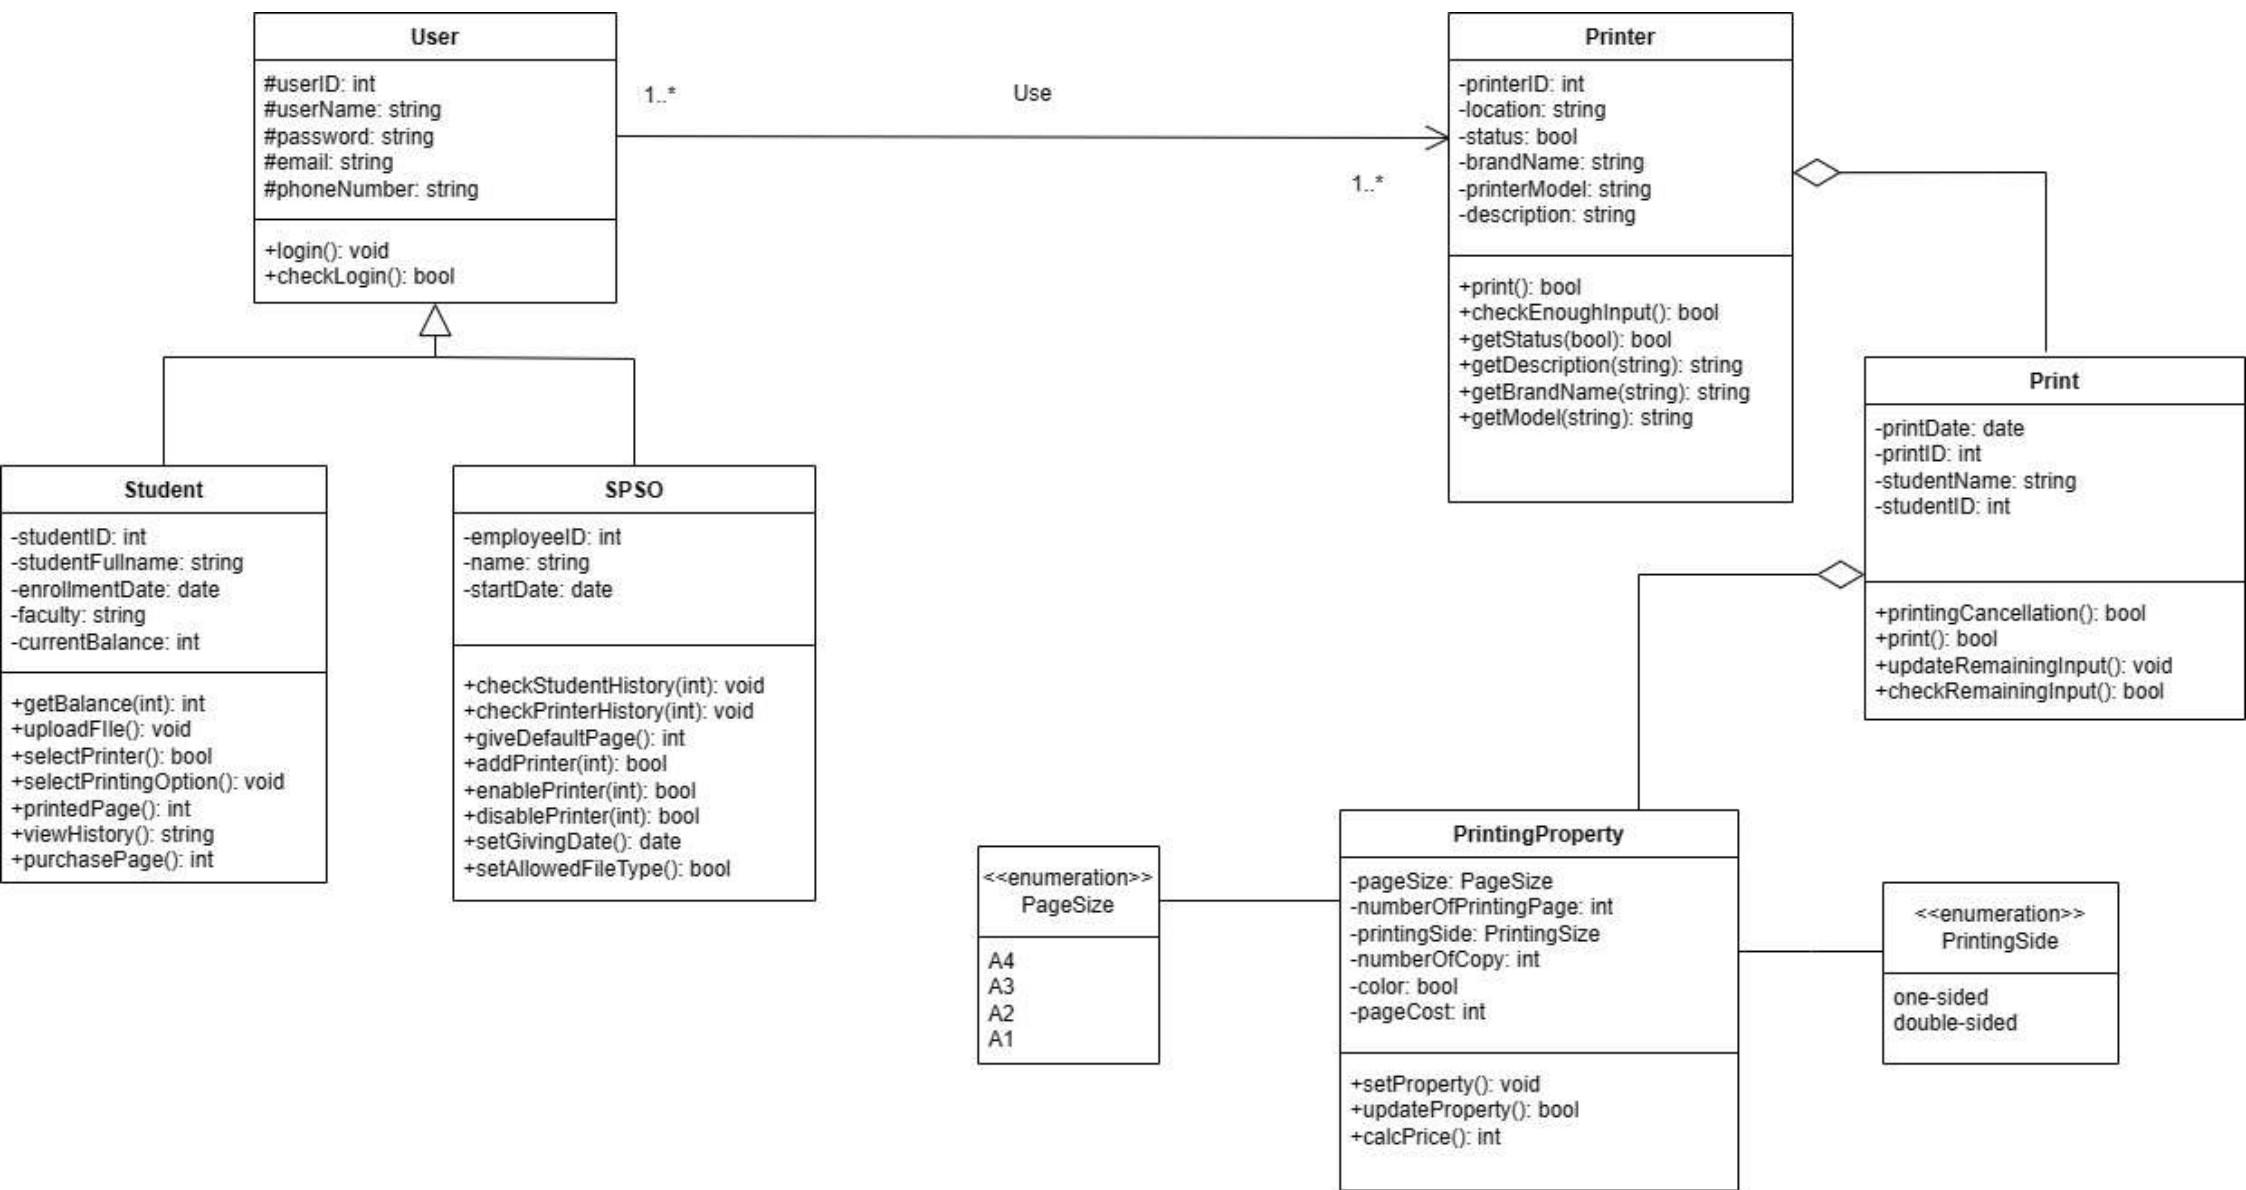 User
#userID: int
#userName: string
#password: string
#email: string
#phoneNumber: string
+login(): void
+checkLogin(): bool
1..*
Use
1..*
Printer
-printerID: int
-location: string
-status: bool
-brandName: string
-printerModel: string
-description: string
+print(): bool
+checkEnoughInput(): bool
+getStatus(bool): bool
+getDescription(string): string
+getBrandName(string): string
+getModel(string): string
Print
-printDate: date
-printID: int
-studentName: string
-studentID: int
+printingCancellation(): bool
+print(): bool
+updateRemainingInput(): void
+checkRemainingInput(): bool
Student
-studentID: int
-studentFullname: string
-enrollmentDate: date
-faculty: string
-currentBalance: int
+getBalance(int): int
+uploadFIle(): void
+selectPrinter(): bool
+selectPrintingOption(): void
+printedPage(): int
+viewHistory(): string
+purchasePage(): int
SPSO
-employeeID: int
-name: string
-startDate: date
+checkStudentHistory(int): void
+checkPrinterHistory(int): void
+giveDefaultPage(): int
+addPrinter(int): bool
+enablePrinter(int): bool
+disablePrinter(int): bool
+setGivingDate(): date
+setAllowedFileType(): bool
<<enumeration>>
PageSize
A4
A3
A2
A1
PrintingProperty
-pageSize: PageSize
-numberOfPrintingPage: int
-printingSide: PrintingSize
-numberOfCopy: int
-color: bool
-pageCost: int
+setProperty(): void
+updateProperty(): bool
+calcPrice(): int
<<enumeration>>
PrintingSide
one-sided
double-sided